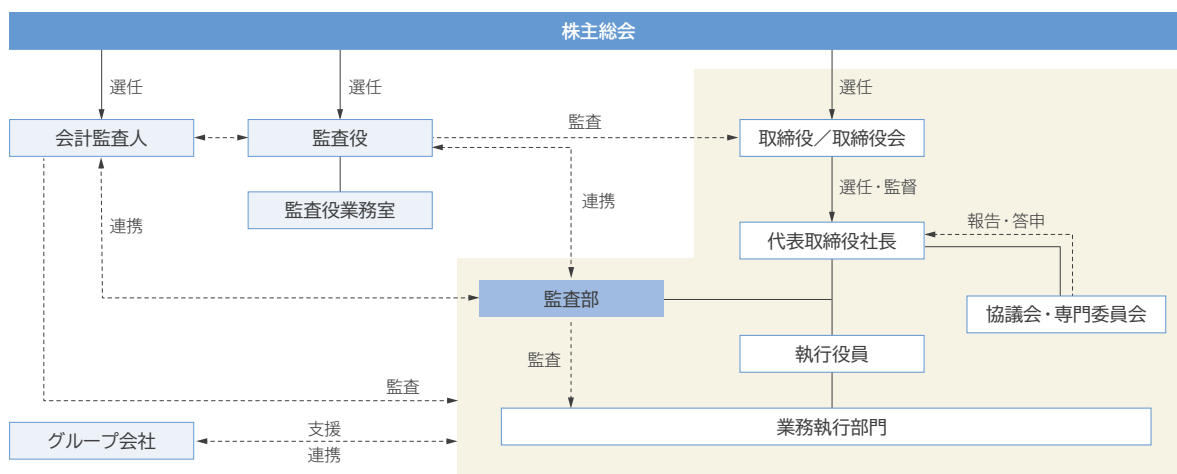 株主総会
選任
選任
選任
会計監査人
監査役
監査
取締役／取締役会
選任・監督
監査役業務室
連携
連携
報告・答申
代表取締役社長
監査部
協議会・専門委員会
執行役員
監査
監査
業務執行部門
グループ会社
支援
連携